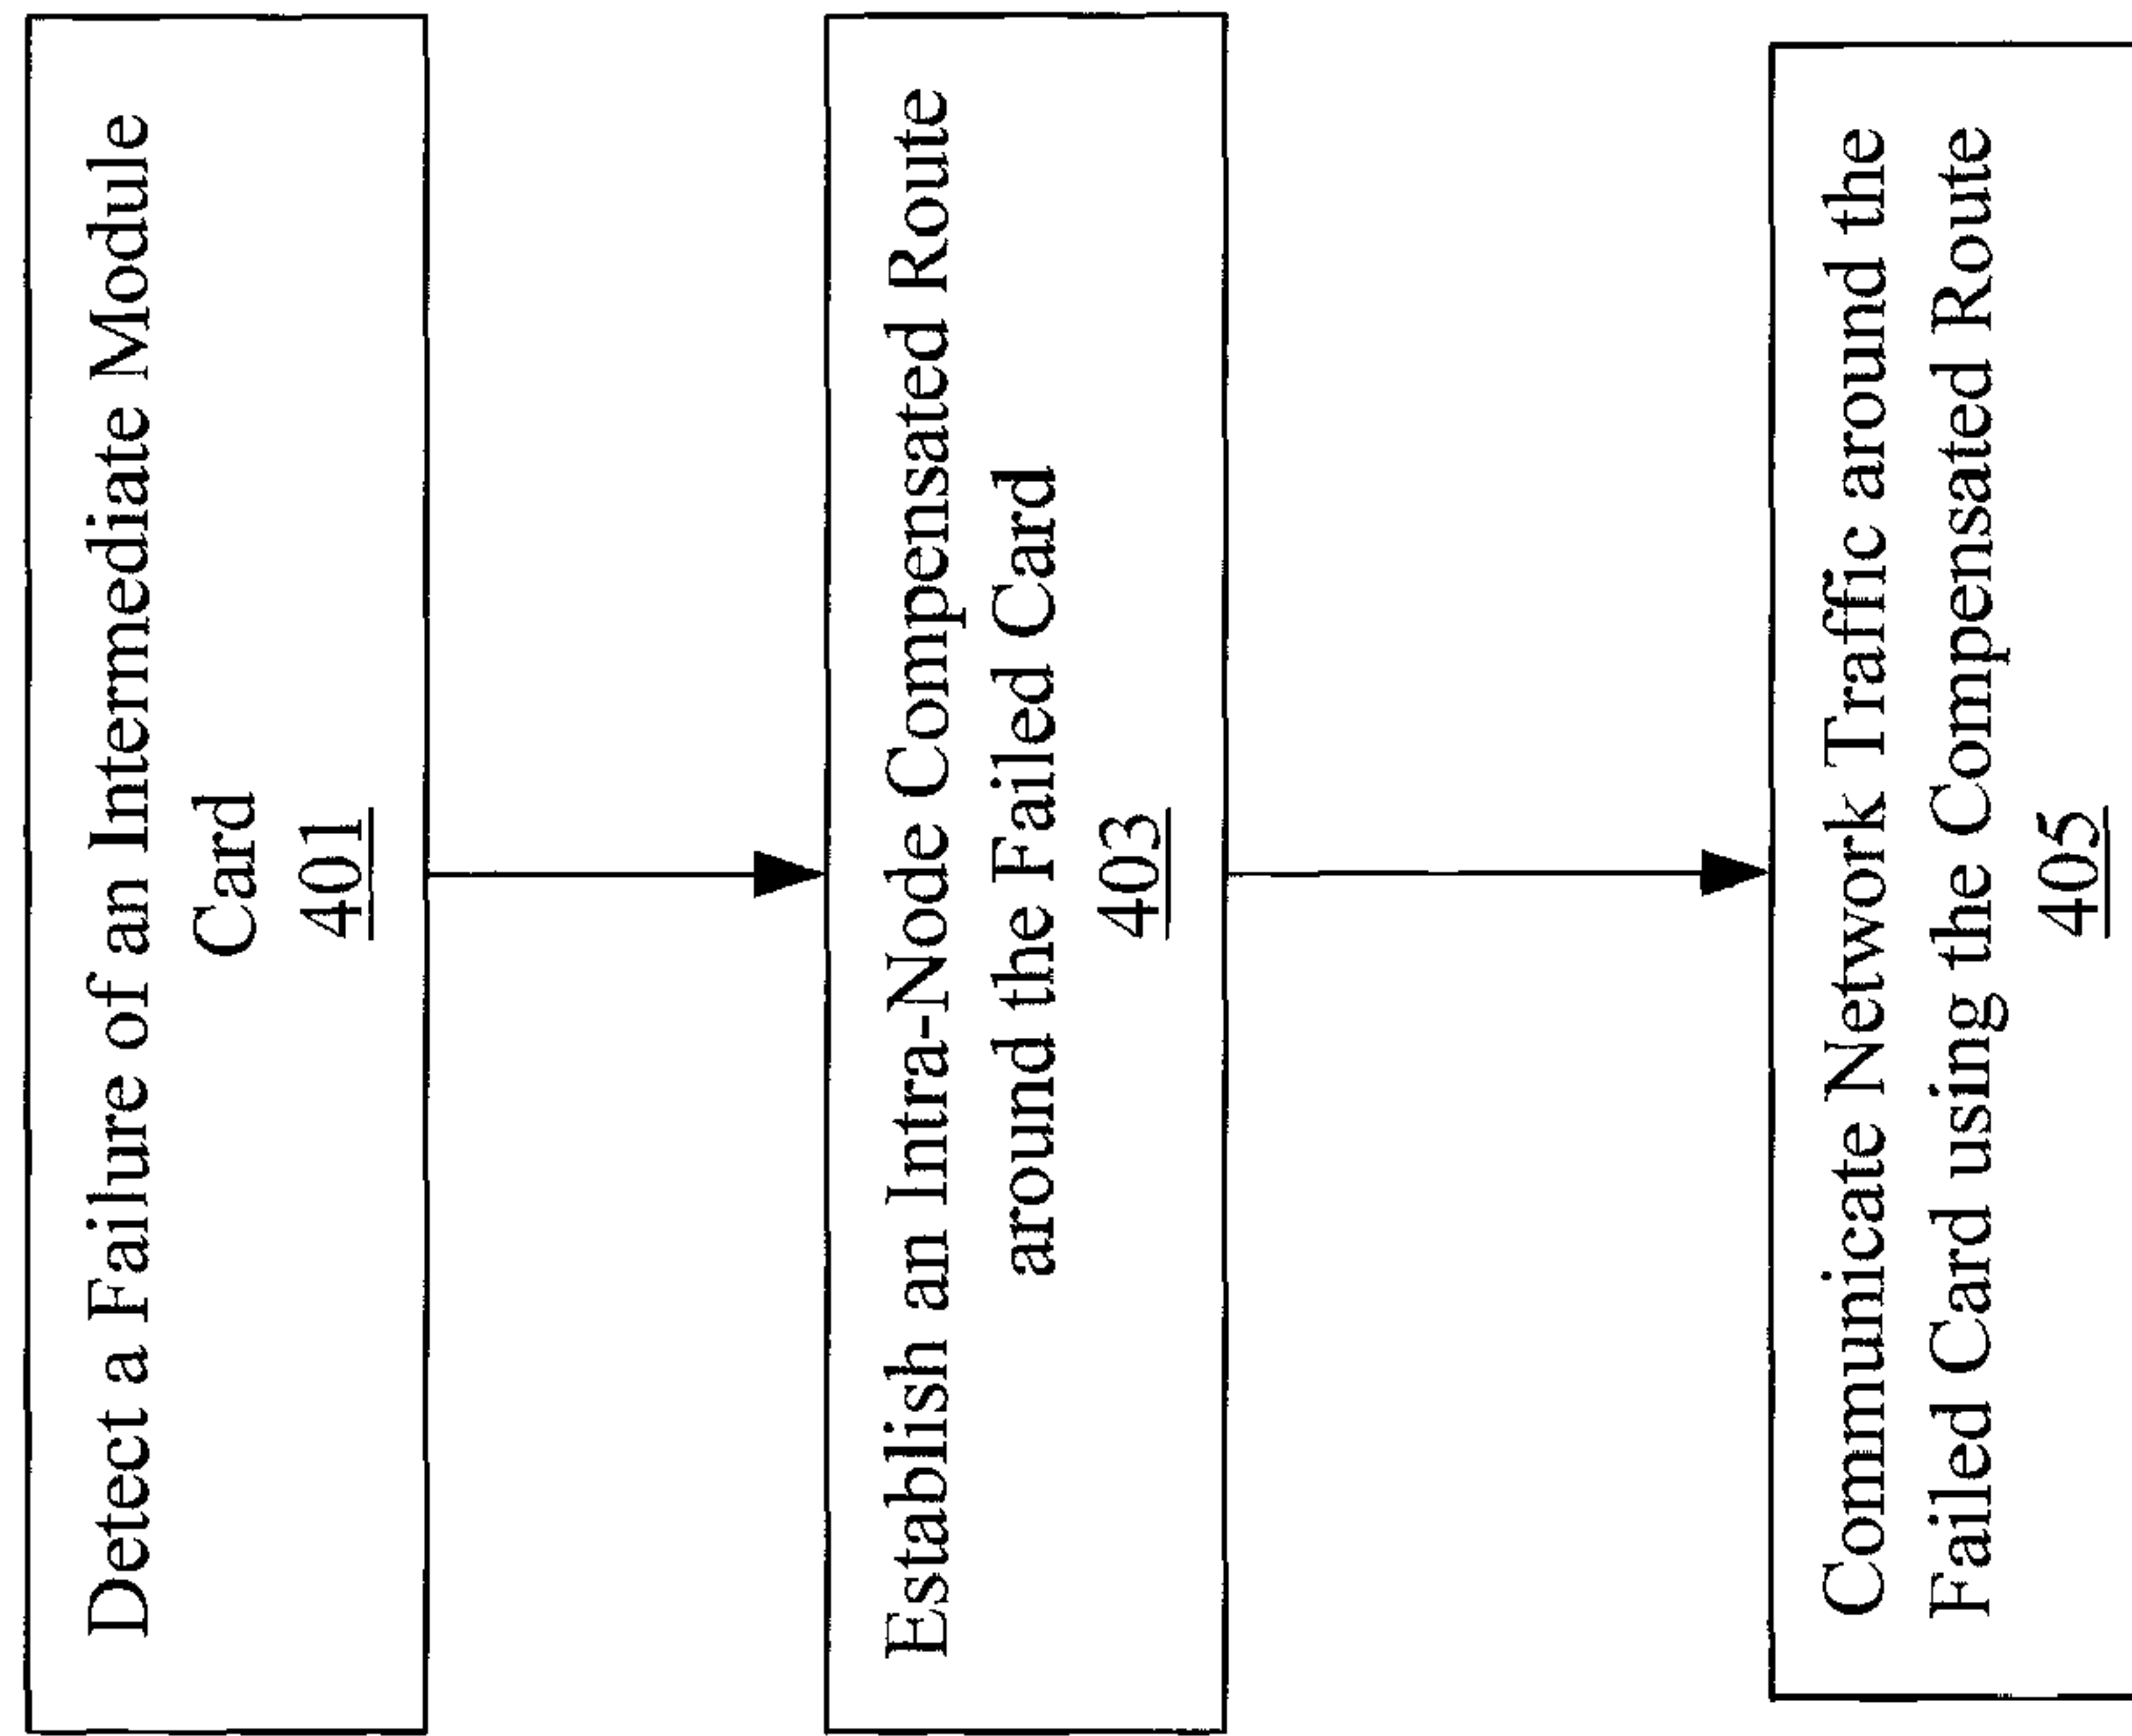 Detect a Failure of an Intermediate Module
Card
401
Establish an Intra-Node Compensated Route
around the Failed Card
403
Communicate Network Traffic around the
Failed Card using the Compensated Route
405